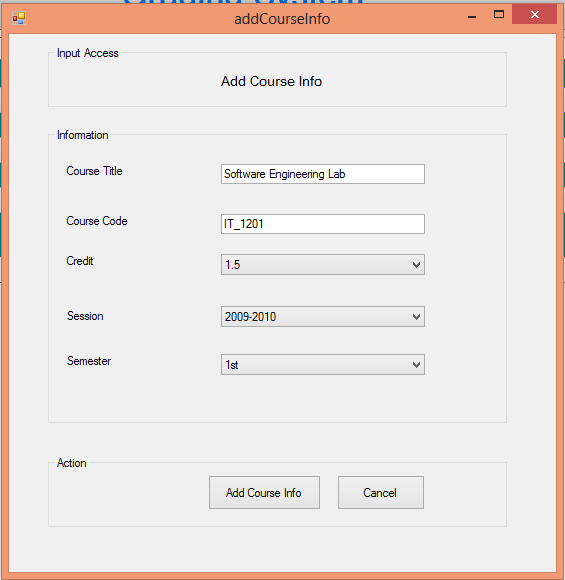 addCourseInfo
Input Access
Add Course Info
Information
Course Title
Software Engineering Lab
Course Code
IT_1201
Credit
1.5
Session
2009-2010
Semester
1st
Action
Add Course Info
Cancel